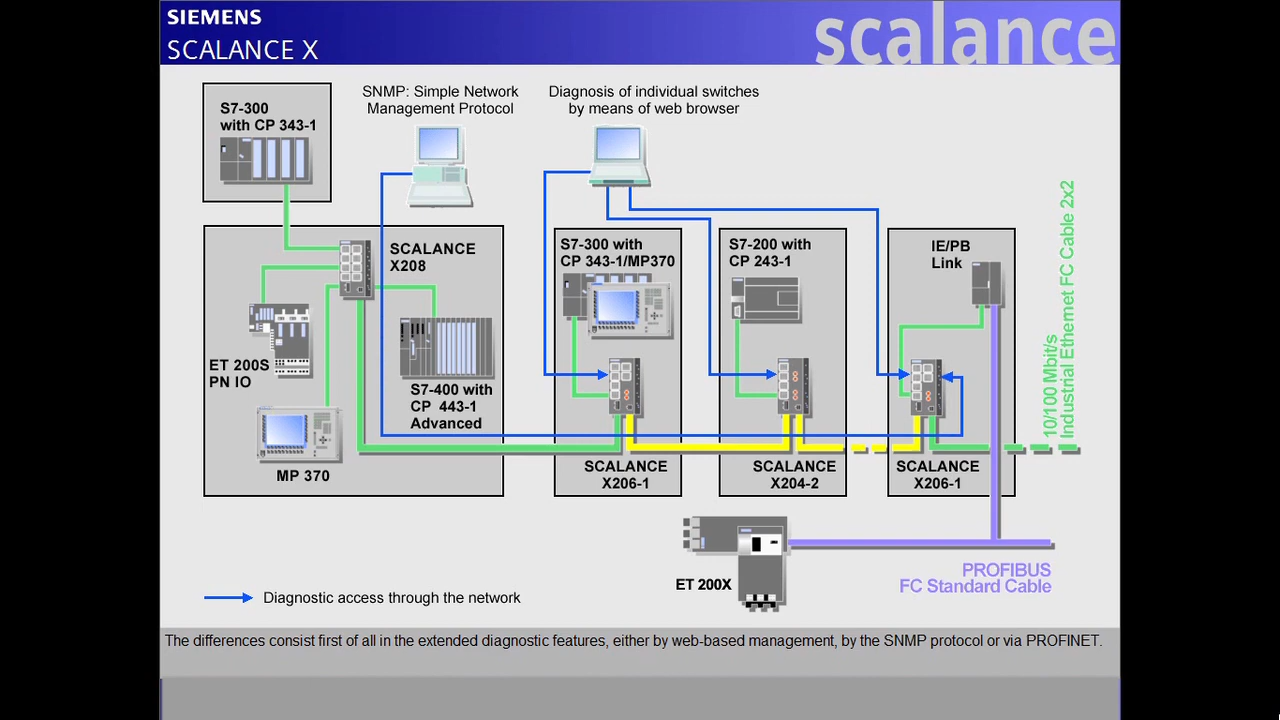 SIEMENS
SCALANCE X
scalance
S7-300
with CP 343-1
SNMP: Simple Network
Management Protocol
Diagnosis of individual switches
by means of web browser
SCALANCE
X208
ET 200S
PN IO
S7-400 with
CP 443-1
Advanced
MP 370
S7-300 with
CP 343-1/MP370
SCALANCE
X206-1
S7-200 with
CP 243-1
SCALANCE
X204-2
IE/PB
Link
SCALANCE
X206-1
10/100 Mbit/s
Industrial Ethernet FC Cable 2x2
ET 200X
PROFIBUS
FC Standard Cable
Diagnostic access through the network
The differences consist first of all in the extended diagnostic features, either by web-based management, by the SNMP protocol or via PROFINET.